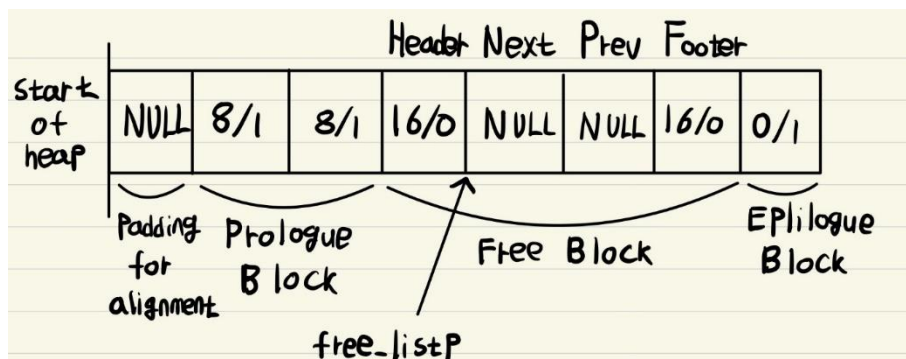 Header Next Prev Footer
Start
of
heap
NULL 8/1 8/1 16/0 NULL NULL 16/0 0/1
Padding
for
alignment
Prologue
Block
Free Block
EPlilogue
Block
free_listp